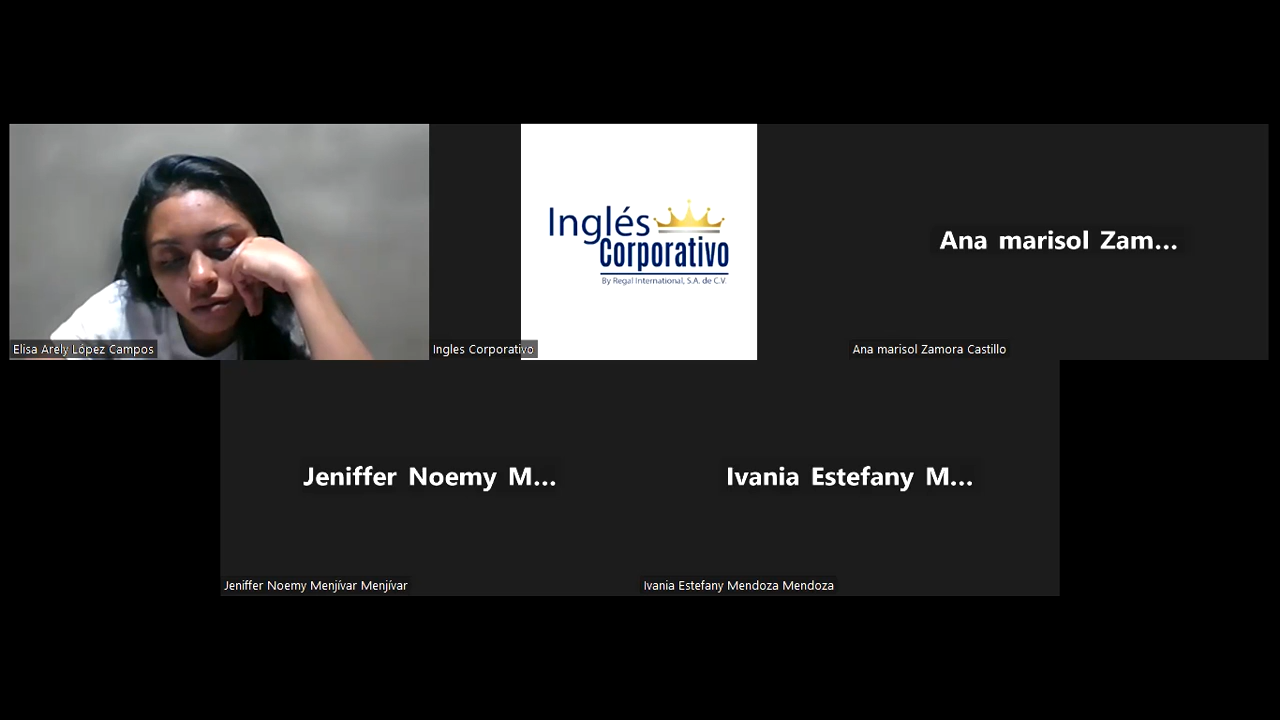 Inglés
Corporativo
By Regal International, S.A. de C.V.
Ana marisol Zam...
Elisa Arely López Campos
Ingles Corporativo
Ana marisol Zamora Castillo
Jeniffer Noemy M...
Ivania Estefany M...
Jeniffer Noemy Menjívar Menjívar
Ivania Estefany Mendoza Mendoza